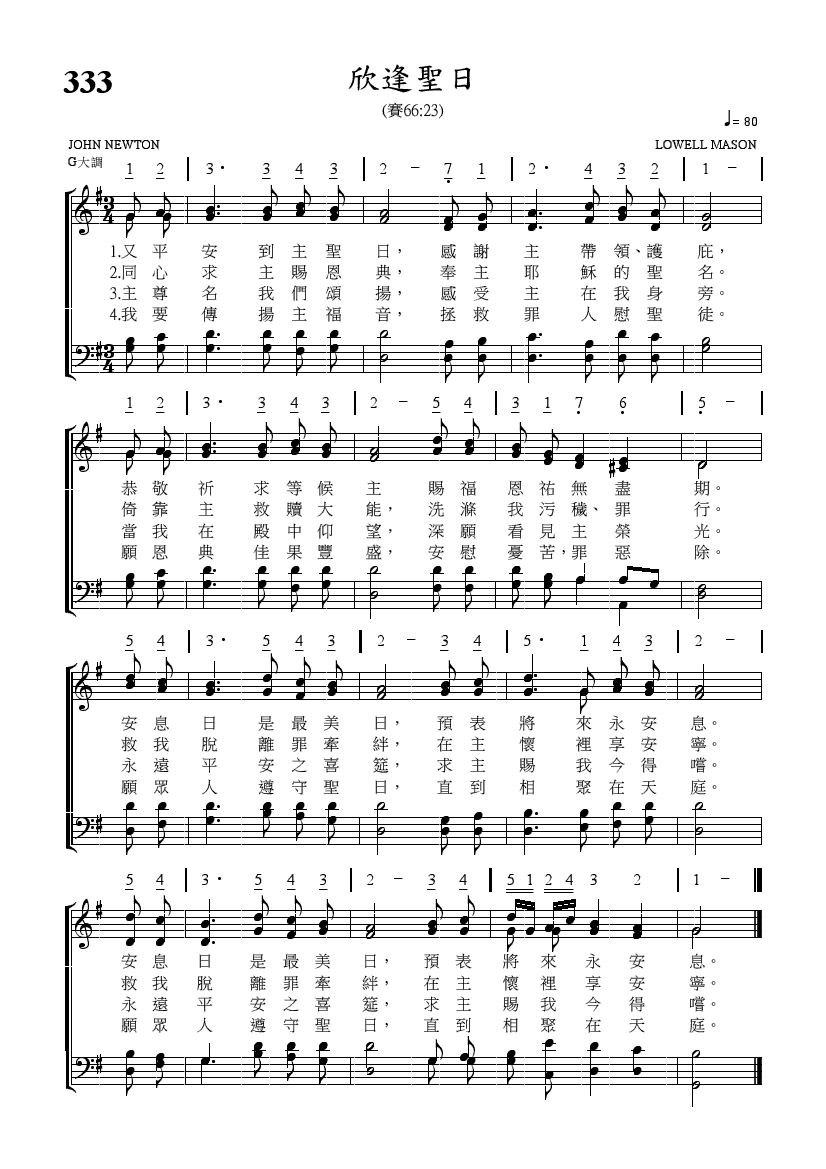 333
欣逢聖日
(賽66:23)
♩= 80
JOHN NEWTON LOWELL MASON
G大調
1 2 | 3· 3 4 3 | 2 – 7 1 | 2· 4 3 2 | 1 – |
3/4
1.又平安到主聖日，感謝主帶領、護庇，
2.同心求主賜恩典，奉主耶穌的聖名。
3.主尊名我們頌揚，感受主在我身旁。
4.我要傳揚主福音，拯救罪人慰聖徒。
3/4
1 2 | 3· 3 4 3 | 2 – 5 4 | 3 1 7 6 | 5 – |
恭敬祈求等候主賜福恩祐無盡期。
倚靠主救贖大能，洗滌我污穢、罪行。
當我在殿中仰望，深願看見主榮光。
願恩典佳果豐盛，安慰憂苦，罪惡除。
5 4 | 3· 5 4 3 | 2 – 3 4 | 5· 1 4 3 | 2 – |
安息日是最美日，預表將來永安息。
救我脫離罪牽絆，在主懷裡享安寧。
永遠平安之喜筵，求主賜我今得嚐。
願眾人遵守聖日，直到相聚在天庭。
5 4 | 3· 5 4 3 | 2 – 3 4 | 5 1 2 4 3 2 | 1 –
安息日是最美日，預表將來永安息。
救我脫離罪牽絆，在主懷裡享安寧。
永遠平安之喜筵，求主賜我今得嚐。
願眾人遵守聖日，直到相聚在天庭。